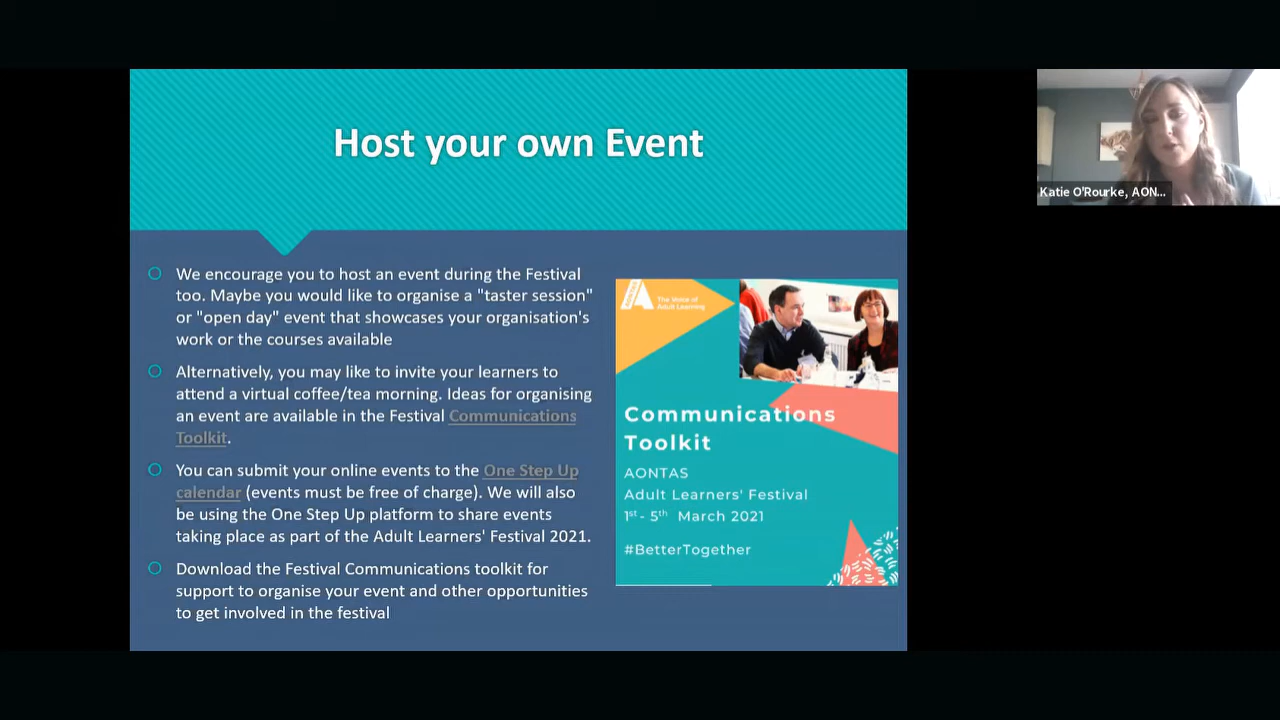 Host your own Event
Katie O'Rourke, AON...
We encourage you to host an event during the Festival
too. Maybe you would like to organise a "taster session"
or "open day" event that showcases your organisation's
work or the courses available
Alternatively, you may like to invite your learners to
attend a virtual coffee/tea morning. Ideas for organising
an event are available in the Festival Communications
Toolkit.
You can submit your online events to the One Step Up
calendar (events must be free of charge). We will also
be using the One Step Up platform to share events
taking place as part of the Adult Learners' Festival 2021.
Download the Festival Communications toolkit for
support to organise your event and other opportunities
to get involved in the festival
AONTAS
The Voice of
Adult Learning
Communications
Toolkit
AONTAS
Adult Learners' Festival
1st - 5th March 2021
#BetterTogether